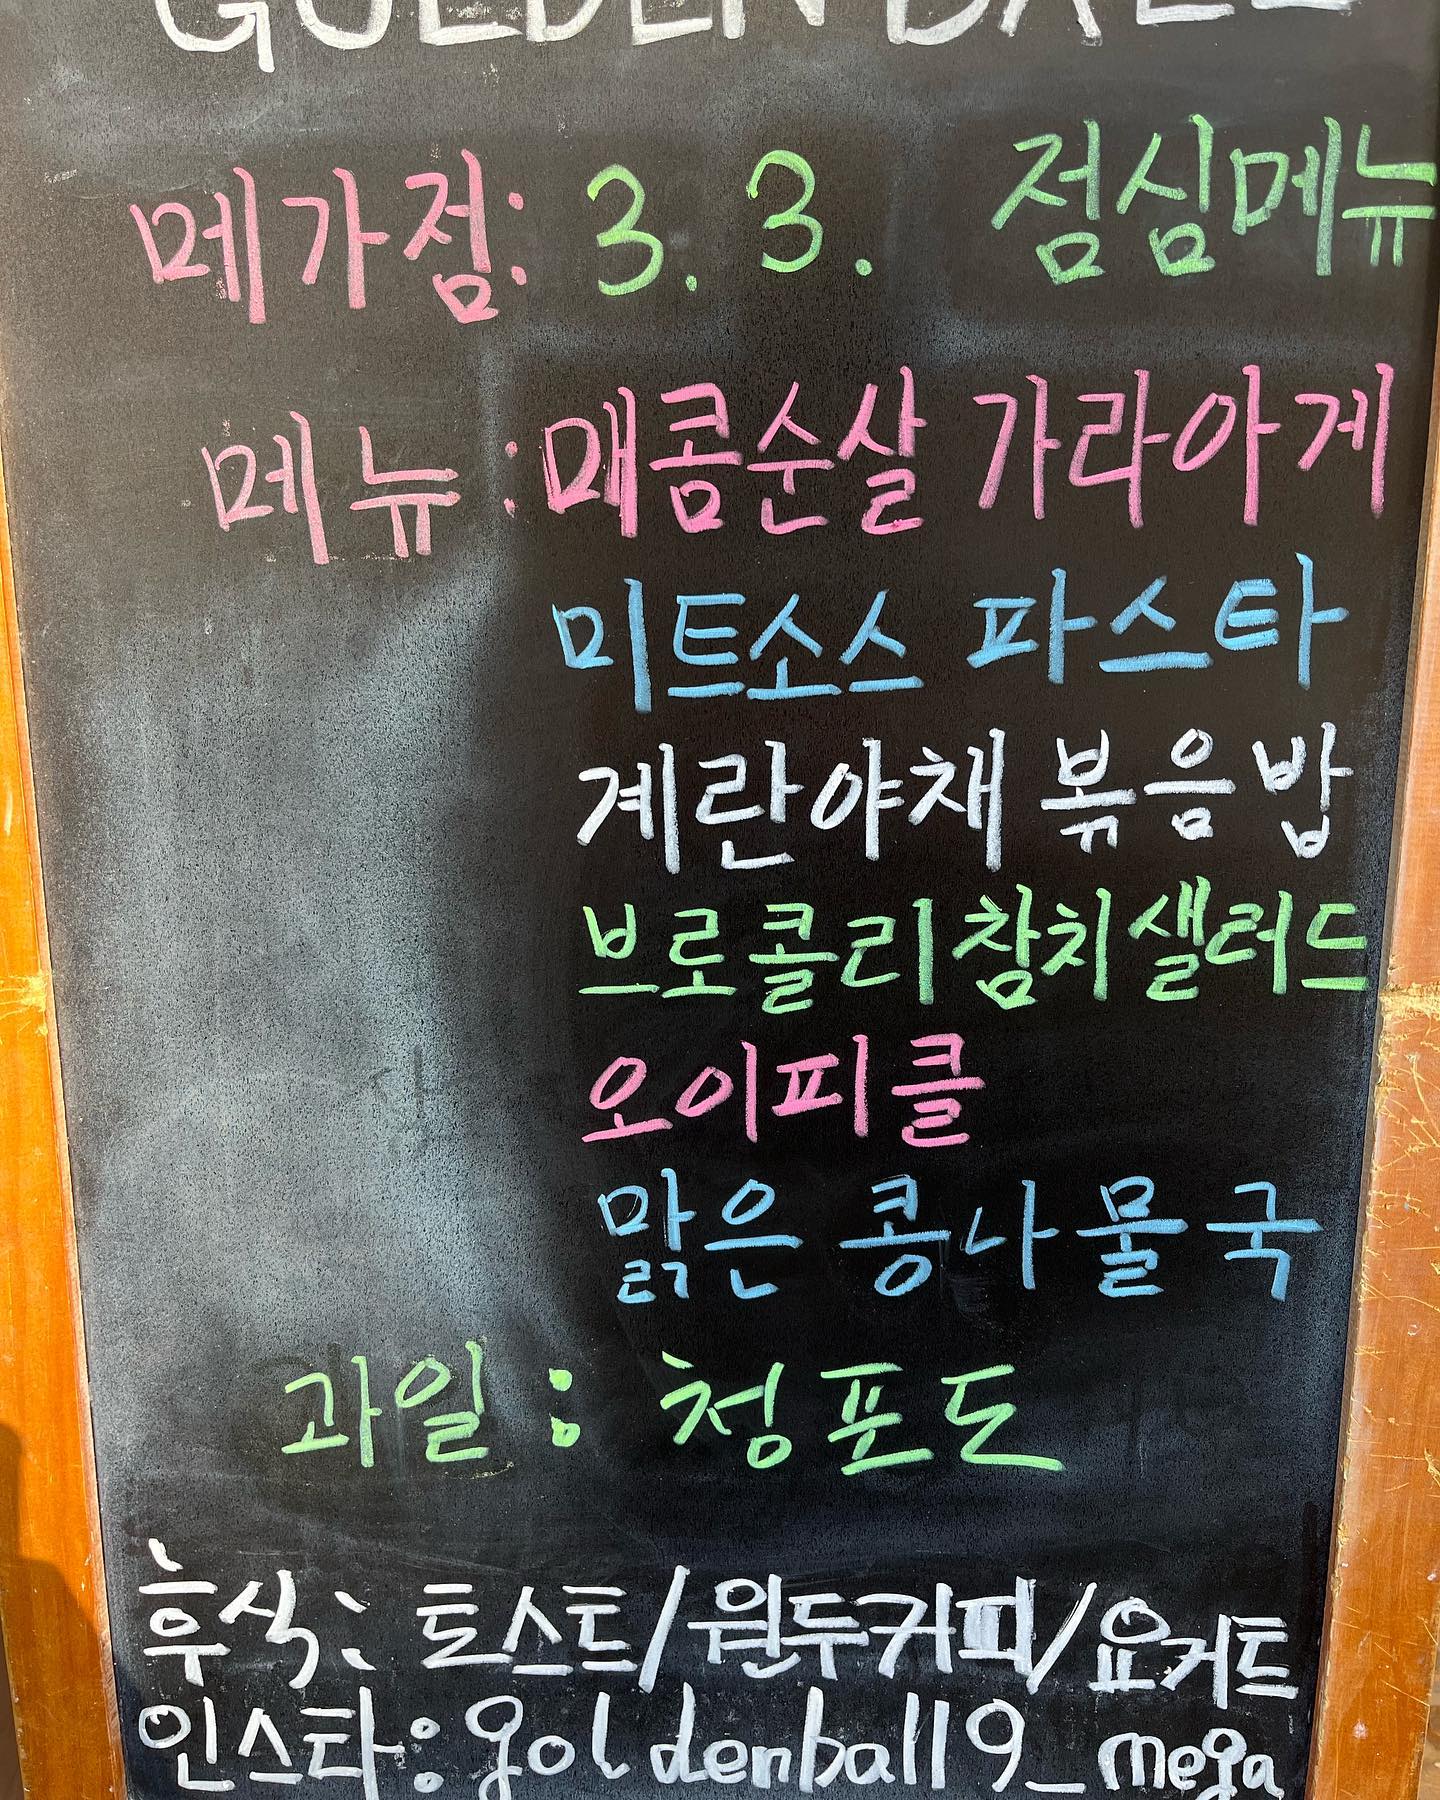 GOLDEN BALL
메가점: 3. 3. 점심메뉴
메뉴 : 매콤순살 가라아게
미트소스 파스타
계란야채 볶음밥
브로콜리참치샐러드
오이피클
맑은 콩나물국
과일 : 청포도
후식: 토스트/원두커피/요거트
인스타: goldenball9_mega